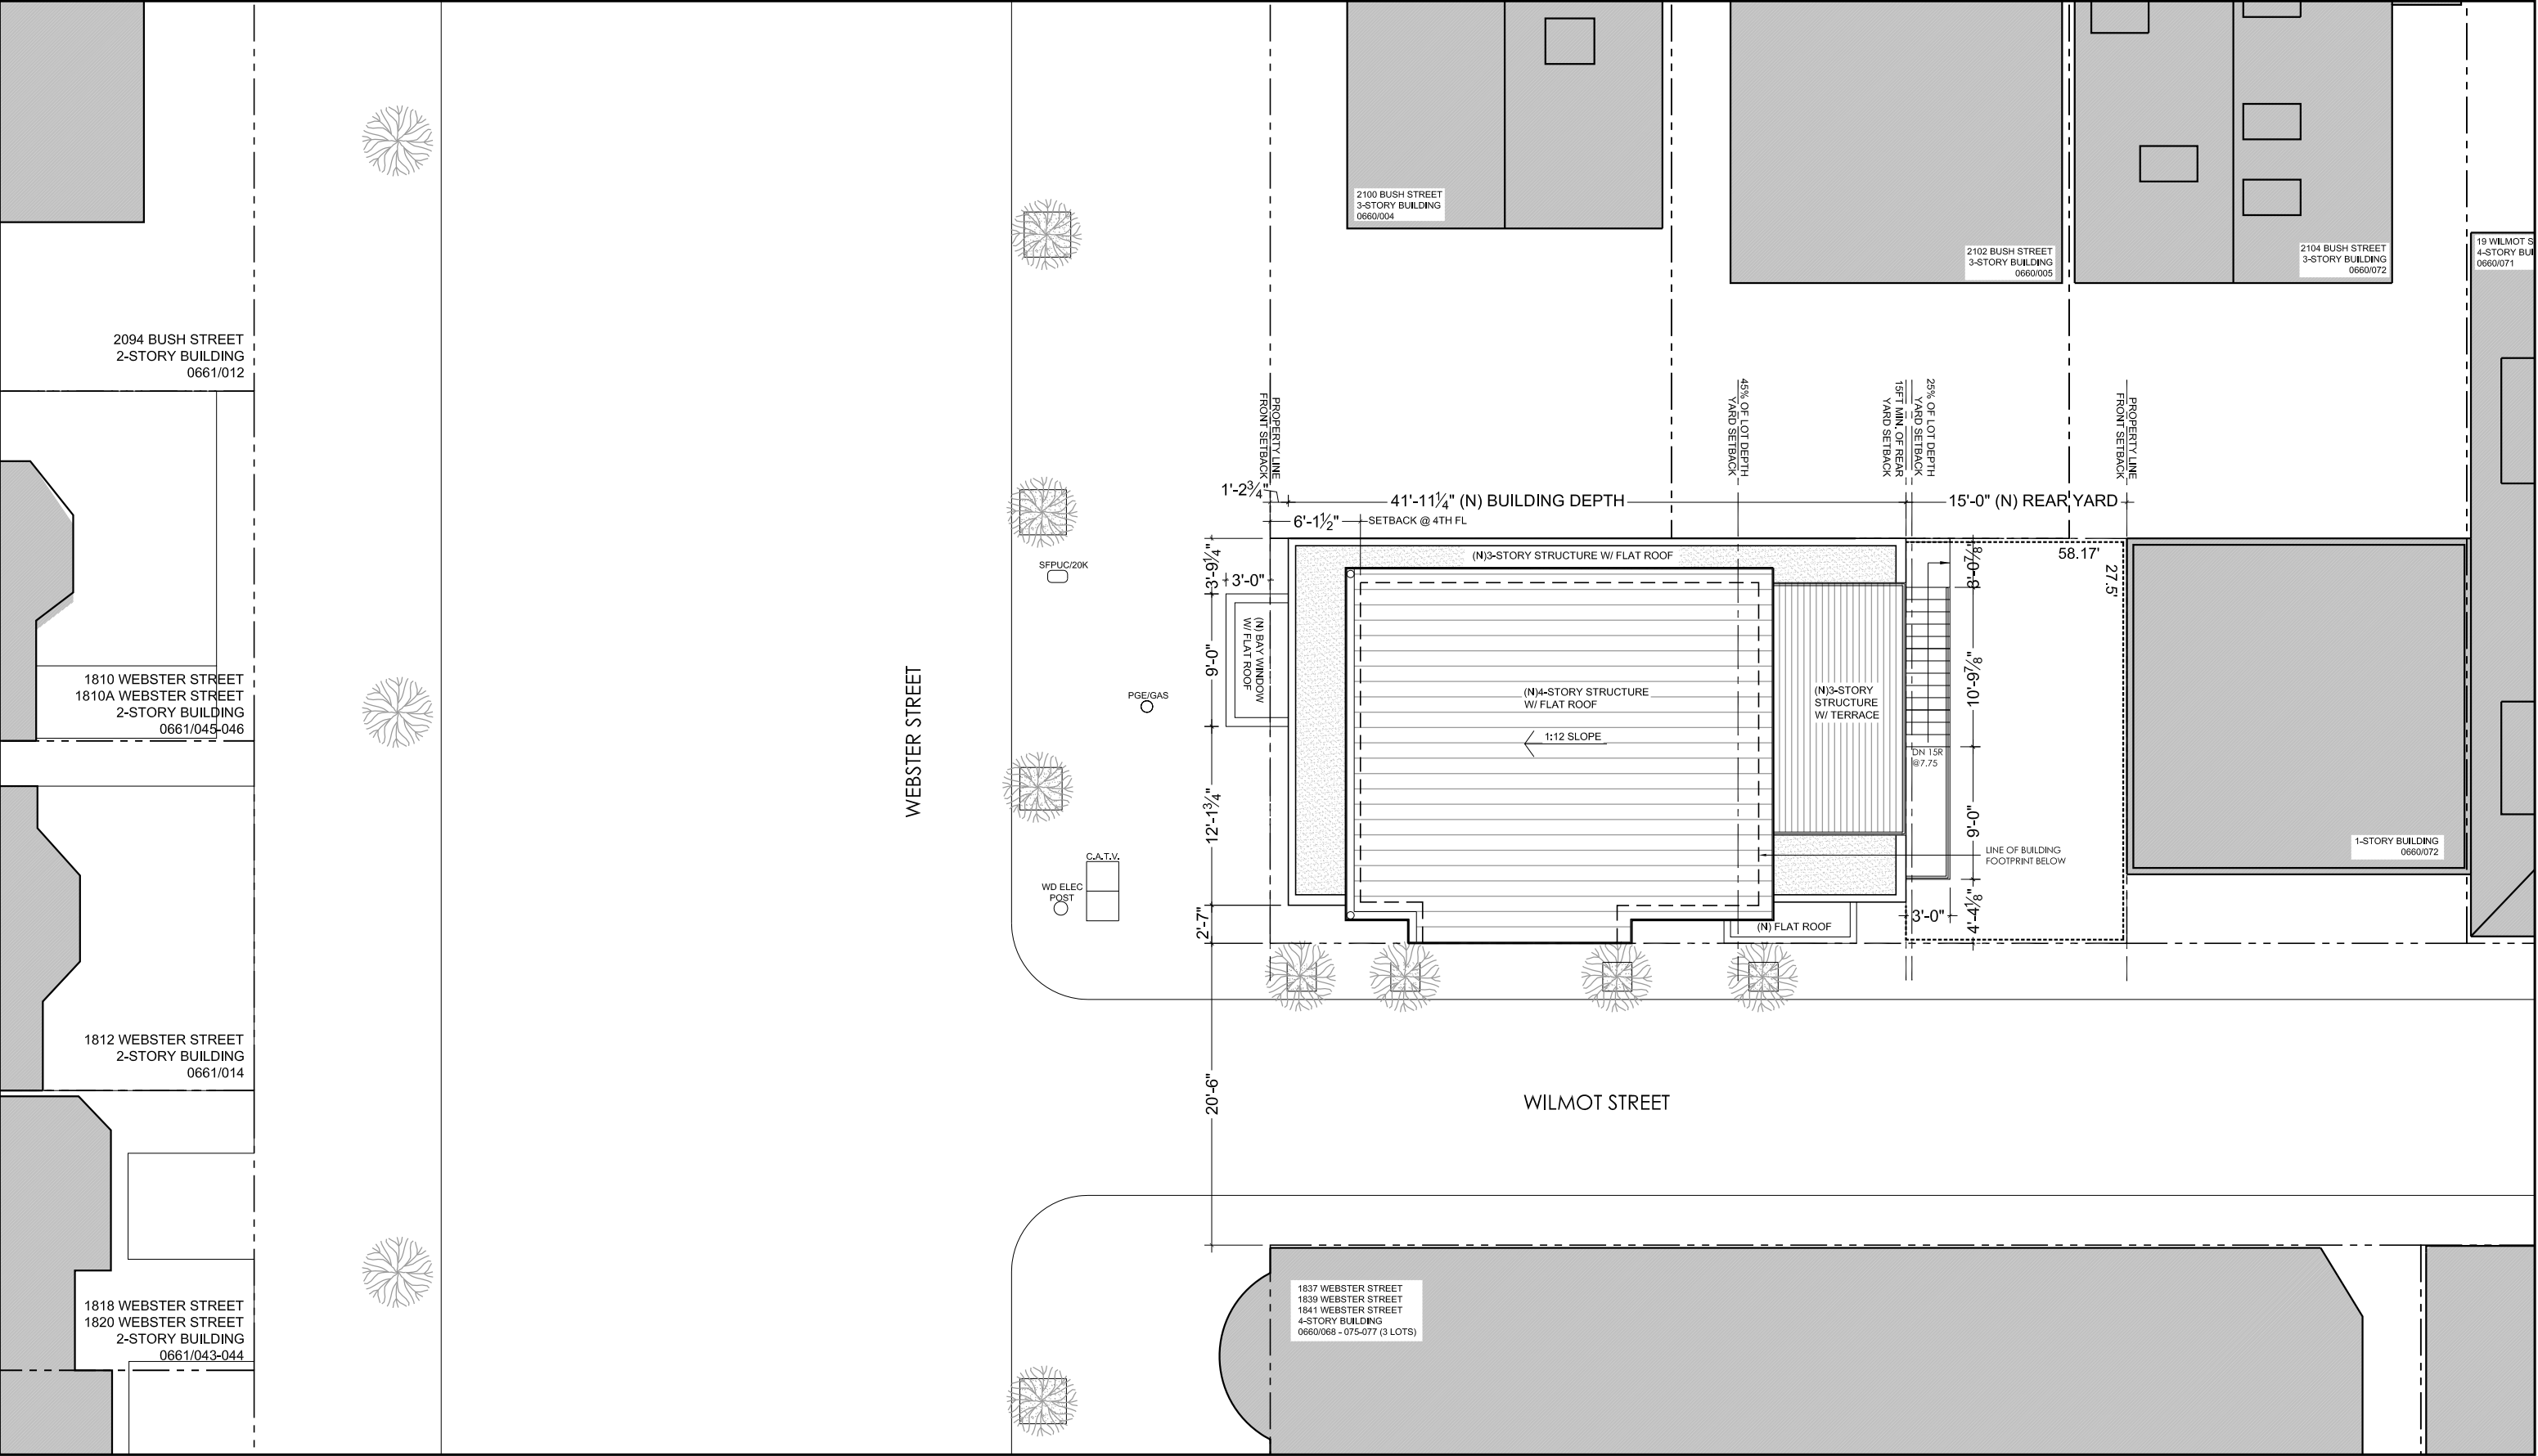 2100 BUSH STREET
3-STORY BUILDING
0660/004
2102 BUSH STREET
3-STORY BUILDING
0660/005
2104 BUSH STREET
3-STORY BUILDING
0660/072
19 WILMOT S
4-STORY BUI
0660/071
2094 BUSH STREET
2-STORY BUILDING
0661/012
PROPERTY LINE
FRONT SETBACK
45% OF LOT DEPTH
YARD SETBACK
15FT MIN. OF REAR
YARD SETBACK
25% OF LOT DEPTH
YARD SETBACK
PROPERTY LINE
FRONT SETBACK
1'-2¾"
41'-11¼" (N) BUILDING DEPTH
15'-0" (N) REAR YARD
6'-1½"
SETBACK @ 4TH FL
3'-9¼"
(N)3-STORY STRUCTURE W/ FLAT ROOF
58.17'
27.5'
3'-0"
SFPUC/20K
(N) BAY WINDOW
W/ FLAT ROOF
9'-0"
10'-9⅞"
1810 WEBSTER STREET
1810A WEBSTER STREET
2-STORY BUILDING
0661/045-046
WEBSTER STREET
PGE/GAS
(N)4-STORY STRUCTURE
W/ FLAT ROOF
1:12 SLOPE
(N)3-STORY
STRUCTURE
W/ TERRACE
DN 15R
@7.75
12'-1¾"
9'-0"
LINE OF BUILDING
FOOTPRINT BELOW
1-STORY BUILDING
0660/072
C.A.T.V.
WD ELEC
POST
2'-7"
(N) FLAT ROOF
3'-0"
4'-4⅛"
1812 WEBSTER STREET
2-STORY BUILDING
0661/014
20'-6"
WILMOT STREET
1818 WEBSTER STREET
1820 WEBSTER STREET
2-STORY BUILDING
0661/043-044
1837 WEBSTER STREET
1839 WEBSTER STREET
1841 WEBSTER STREET
4-STORY BUILDING
0660/068 - 075-077 (3 LOTS)